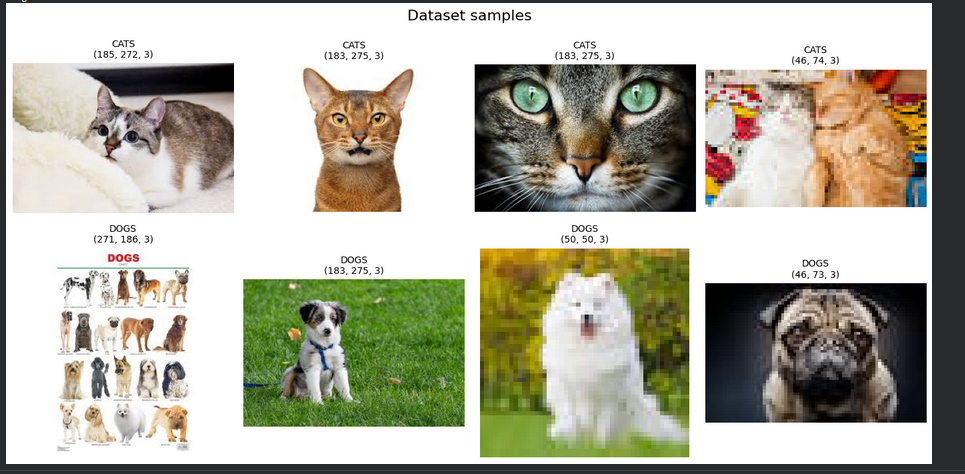 Dataset samples
CATS
(185, 272, 3)
CATS
(183, 275, 3)
CATS
(183, 275, 3)
CATS
(46, 74, 3)
DOGS
(271, 186, 3)
DOGS
(183, 275, 3)
DOGS
(50, 50, 3)
DOGS
(46, 73, 3)
DOGS